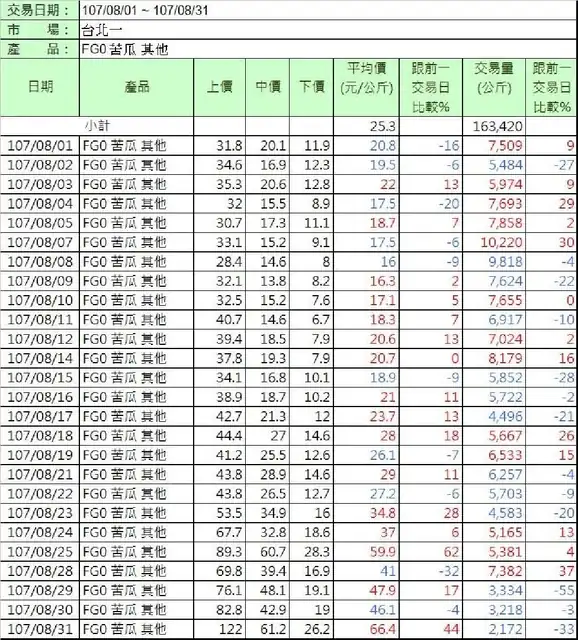 交易日期： 107/08/01 ~ 107/08/31
市　　場： 台北一
產　　品： FG0 苦瓜 其他
日期 產品 上價 中價 下價 平均價(元/公斤) 跟前一交易日比較% 交易量(公斤) 跟前一交易日比較%
小計 25.3 163,420
107/08/01 FG0 苦瓜 其他 31.8 20.1 11.9 20.8 -16 7,509 9
107/08/02 FG0 苦瓜 其他 34.6 16.9 12.3 19.5 -6 5,484 -27
107/08/03 FG0 苦瓜 其他 35.3 20.6 12.8 22 13 5,974 9
107/08/04 FG0 苦瓜 其他 32 15.5 8.9 17.5 -20 7,693 29
107/08/05 FG0 苦瓜 其他 30.7 17.3 11.1 18.7 7 7,858 2
107/08/07 FG0 苦瓜 其他 33.1 15.2 9.1 17.5 -6 10,220 30
107/08/08 FG0 苦瓜 其他 28.4 14.6 8 16 -9 9,818 -4
107/08/09 FG0 苦瓜 其他 32.1 13.8 8.2 16.3 2 7,624 -22
107/08/10 FG0 苦瓜 其他 32.5 15.2 7.6 17.1 5 7,655 0
107/08/11 FG0 苦瓜 其他 40.7 14.6 6.7 18.3 7 6,917 -10
107/08/12 FG0 苦瓜 其他 39.4 18.5 7.9 20.6 13 7,024 2
107/08/14 FG0 苦瓜 其他 37.8 19.3 7.9 20.7 0 8,179 16
107/08/15 FG0 苦瓜 其他 34.1 16.8 10.1 18.9 -9 5,852 -28
107/08/16 FG0 苦瓜 其他 38.9 18.7 10.2 21 11 5,722 -2
107/08/17 FG0 苦瓜 其他 42.7 21.3 12 23.7 13 4,496 -21
107/08/18 FG0 苦瓜 其他 44.4 27 14.6 28 18 5,667 26
107/08/19 FG0 苦瓜 其他 41.2 25.5 12.6 26.1 -7 6,533 15
107/08/21 FG0 苦瓜 其他 43.8 28.9 14.6 29 11 6,257 -4
107/08/22 FG0 苦瓜 其他 43.8 26.5 12.7 27.2 -6 5,703 -9
107/08/23 FG0 苦瓜 其他 53.5 34.9 16 34.8 28 4,583 -20
107/08/24 FG0 苦瓜 其他 67.7 32.8 18.6 37 6 5,165 13
107/08/25 FG0 苦瓜 其他 89.3 60.7 28.3 59.9 62 5,381 4
107/08/28 FG0 苦瓜 其他 69.8 39.4 16.9 41 -32 7,382 37
107/08/29 FG0 苦瓜 其他 76.1 48.1 19.1 47.9 17 3,334 -55
107/08/30 FG0 苦瓜 其他 82.8 42.9 19 46.1 -4 3,218 -3
107/08/31 FG0 苦瓜 其他 122 61.2 26.2 66.4 44 2,172 -33